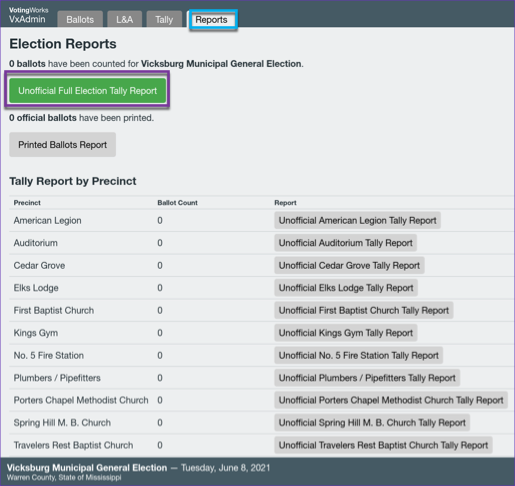 VotingWorks
VxAdmin
Ballots
L&A
Tally
Reports
Election Reports
0 ballots have been counted for Vicksburg Municipal General Election.
Unofficial Full Election Tally Report
0 official ballots have been printed.
Printed Ballots Report
Tally Report by Precinct
Precinct Ballot Count Report
American Legion 0 Unofficial American Legion Tally Report
Auditorium 0 Unofficial Auditorium Tally Report
Cedar Grove 0 Unofficial Cedar Grove Tally Report
Elks Lodge 0 Unofficial Elks Lodge Tally Report
First Baptist Church 0 Unofficial First Baptist Church Tally Report
Kings Gym 0 Unofficial Kings Gym Tally Report
No. 5 Fire Station 0 Unofficial No. 5 Fire Station Tally Report
Plumbers / Pipefitters 0 Unofficial Plumbers / Pipefitters Tally Report
Porters Chapel Methodist Church 0 Unofficial Porters Chapel Methodist Church Tally Report
Spring Hill M. B. Church 0 Unofficial Spring Hill M. B. Church Tally Report
Travelers Rest Baptist Church 0 Unofficial Travelers Rest Baptist Church Tally Report
Vicksburg Municipal General Election — Tuesday, June 8, 2021
Warren County, State of Mississippi